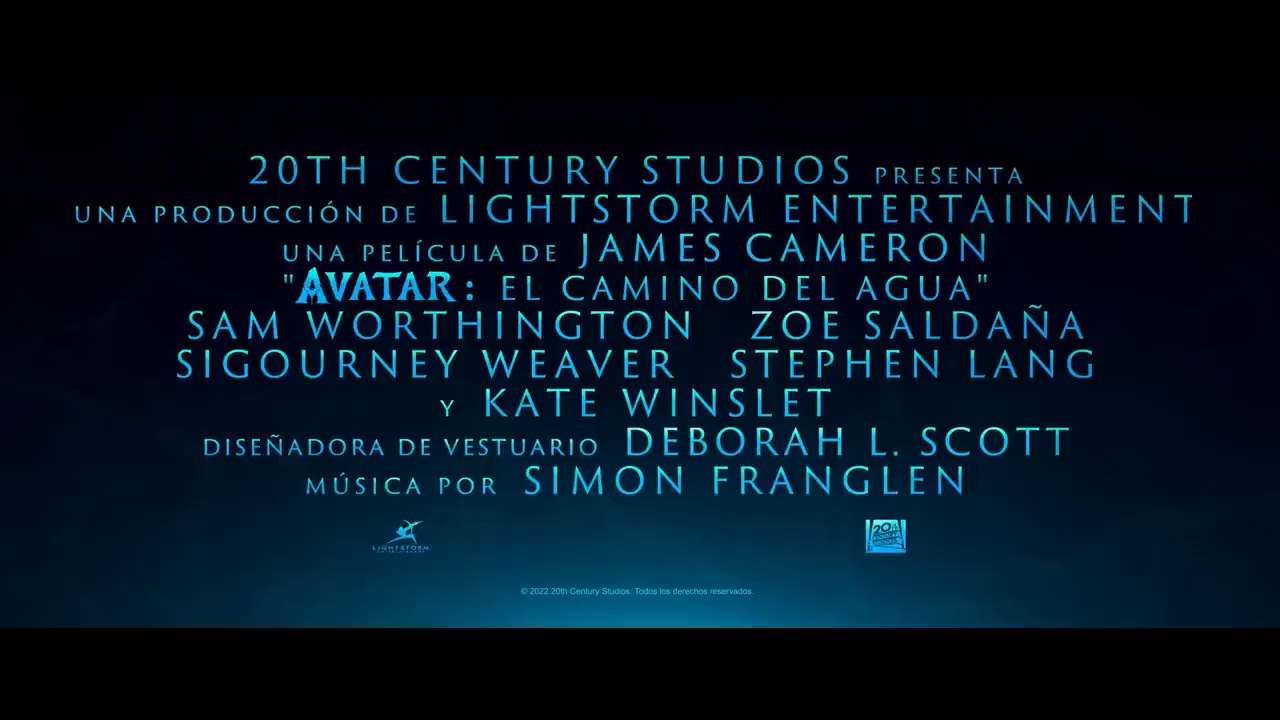 20TH CENTURY STUDIOS PRESENTA
UNA PRODUCCIÓN DE LIGHTSTORM ENTERTAINMENT
UNA PELÍCULA DE JAMES CAMERON
"AVATAR: EL CAMINO DEL AGUA"
SAM WORTHINGTON ZOE SALDAÑA
SIGOURNEY WEAVER STEPHEN LANG
Y KATE WINSLET
DISEÑADORA DE VESTUARIO DEBORAH L. SCOTT
MÚSICA POR SIMON FRANGLEN
LIGHTSTORM
20th
© 2022 20th Century Studios. Todos los derechos reservados.